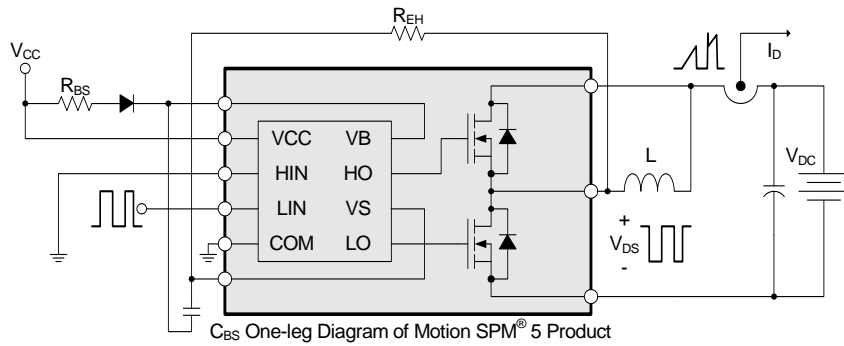 R_EH
V_CC
R_BS
I_D
VCC VB
HIN HO
LIN VS
COM LO
L
V_DC
+
V_DS
-
C_BS One-leg Diagram of Motion SPM® 5 Product